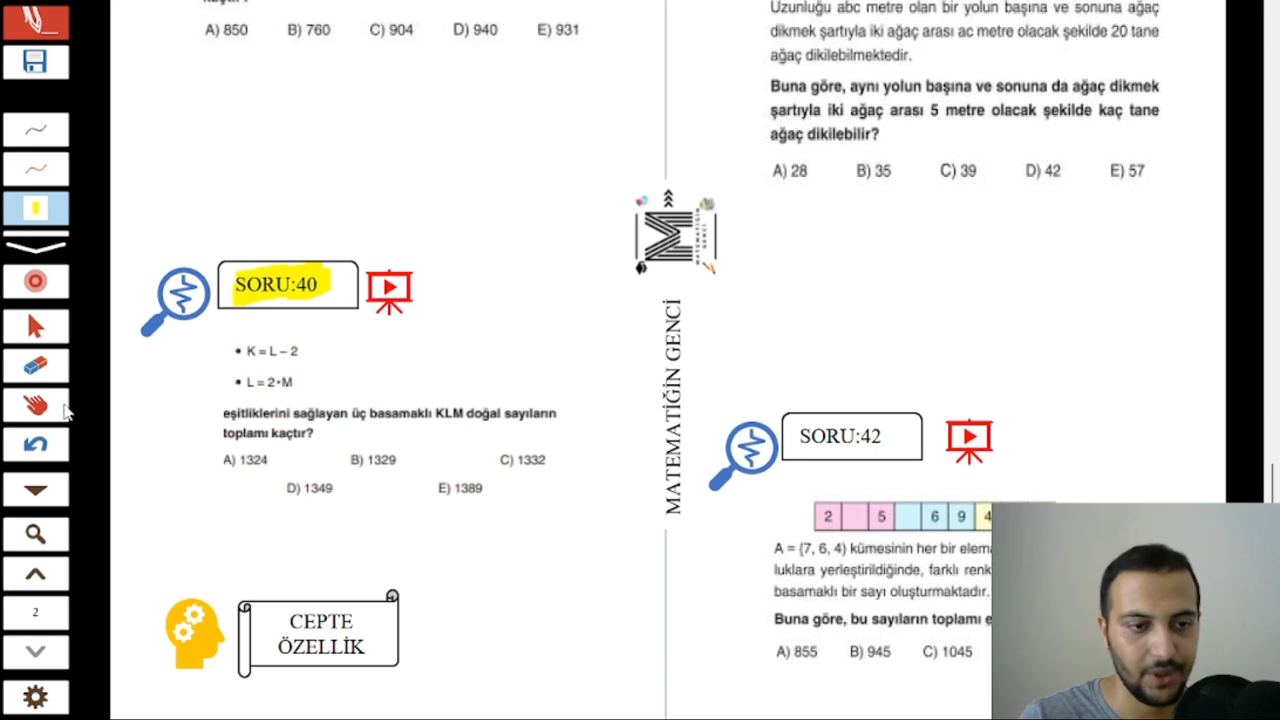 A) 850 B) 760 C) 904 D) 940 E) 931
SORU:40
• K = L – 2
• L = 2•M
eşitliklerini sağlayan üç basamaklı KLM doğal sayıların
toplamı kaçtır?
A) 1324 B) 1329 C) 1332
D) 1349 E) 1389
CEPTE
ÖZELLİK
MATEMATİĞİN GENCİ
MATEMATİĞİN
GENCİ
Uzunluğu abc metre olan bir yolun başına ve sonuna ağaç
dikmek şartıyla iki ağaç arası ac metre olacak şekilde 20 tane
ağaç dikilebilmektedir.
Buna göre, aynı yolun başına ve sonuna da ağaç dikmek
şartıyla iki ağaç arası 5 metre olacak şekilde kaç tane
ağaç dikilebilir?
A) 28 B) 35 C) 39 D) 42 E) 57
SORU:42
2 5 6 9 4
A = {7, 6, 4} kümesinin her bir
luklara yerleştirildiğinde, farklı renk
basamaklı bir sayı oluşturmaktadır.
Buna göre, bu sayıların toplamı
A) 855 B) 945 C) 1045
2